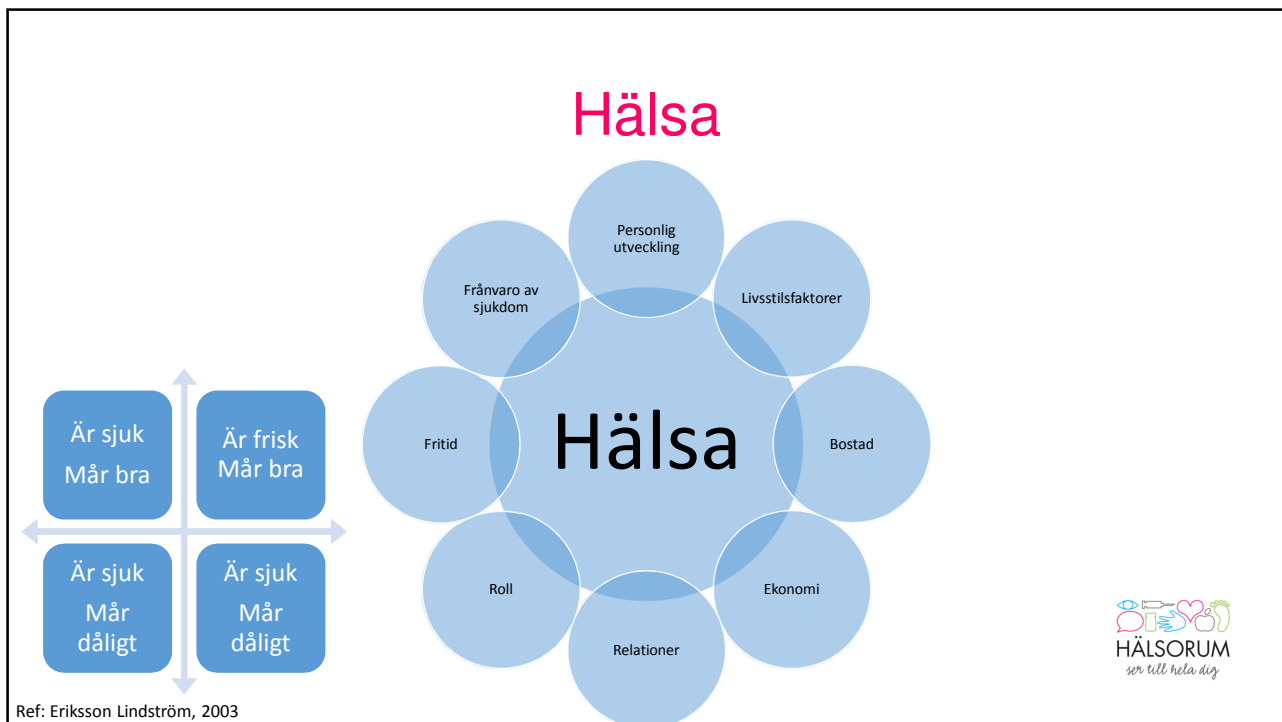 Hälsa
Personlig
utveckling
Livsstilsfaktorer
Bostad
Ekonomi
Relationer
Roll
Fritid
Frånvaro av
sjukdom
Hälsa
Är sjuk
Mår bra
Är frisk
Mår bra
Är sjuk
Mår
dåligt
Är sjuk
Mår
dåligt
HÄLSORUM
ser till hela dig
Ref: Eriksson Lindström, 2003